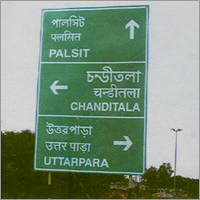 পালসিট
पलसिट
PALSIT
চন্ডীতলা
चन्डीतला
CHANDITALA
উত্তরপাড়া
उत्तर पाड़ा
UTTARPARA